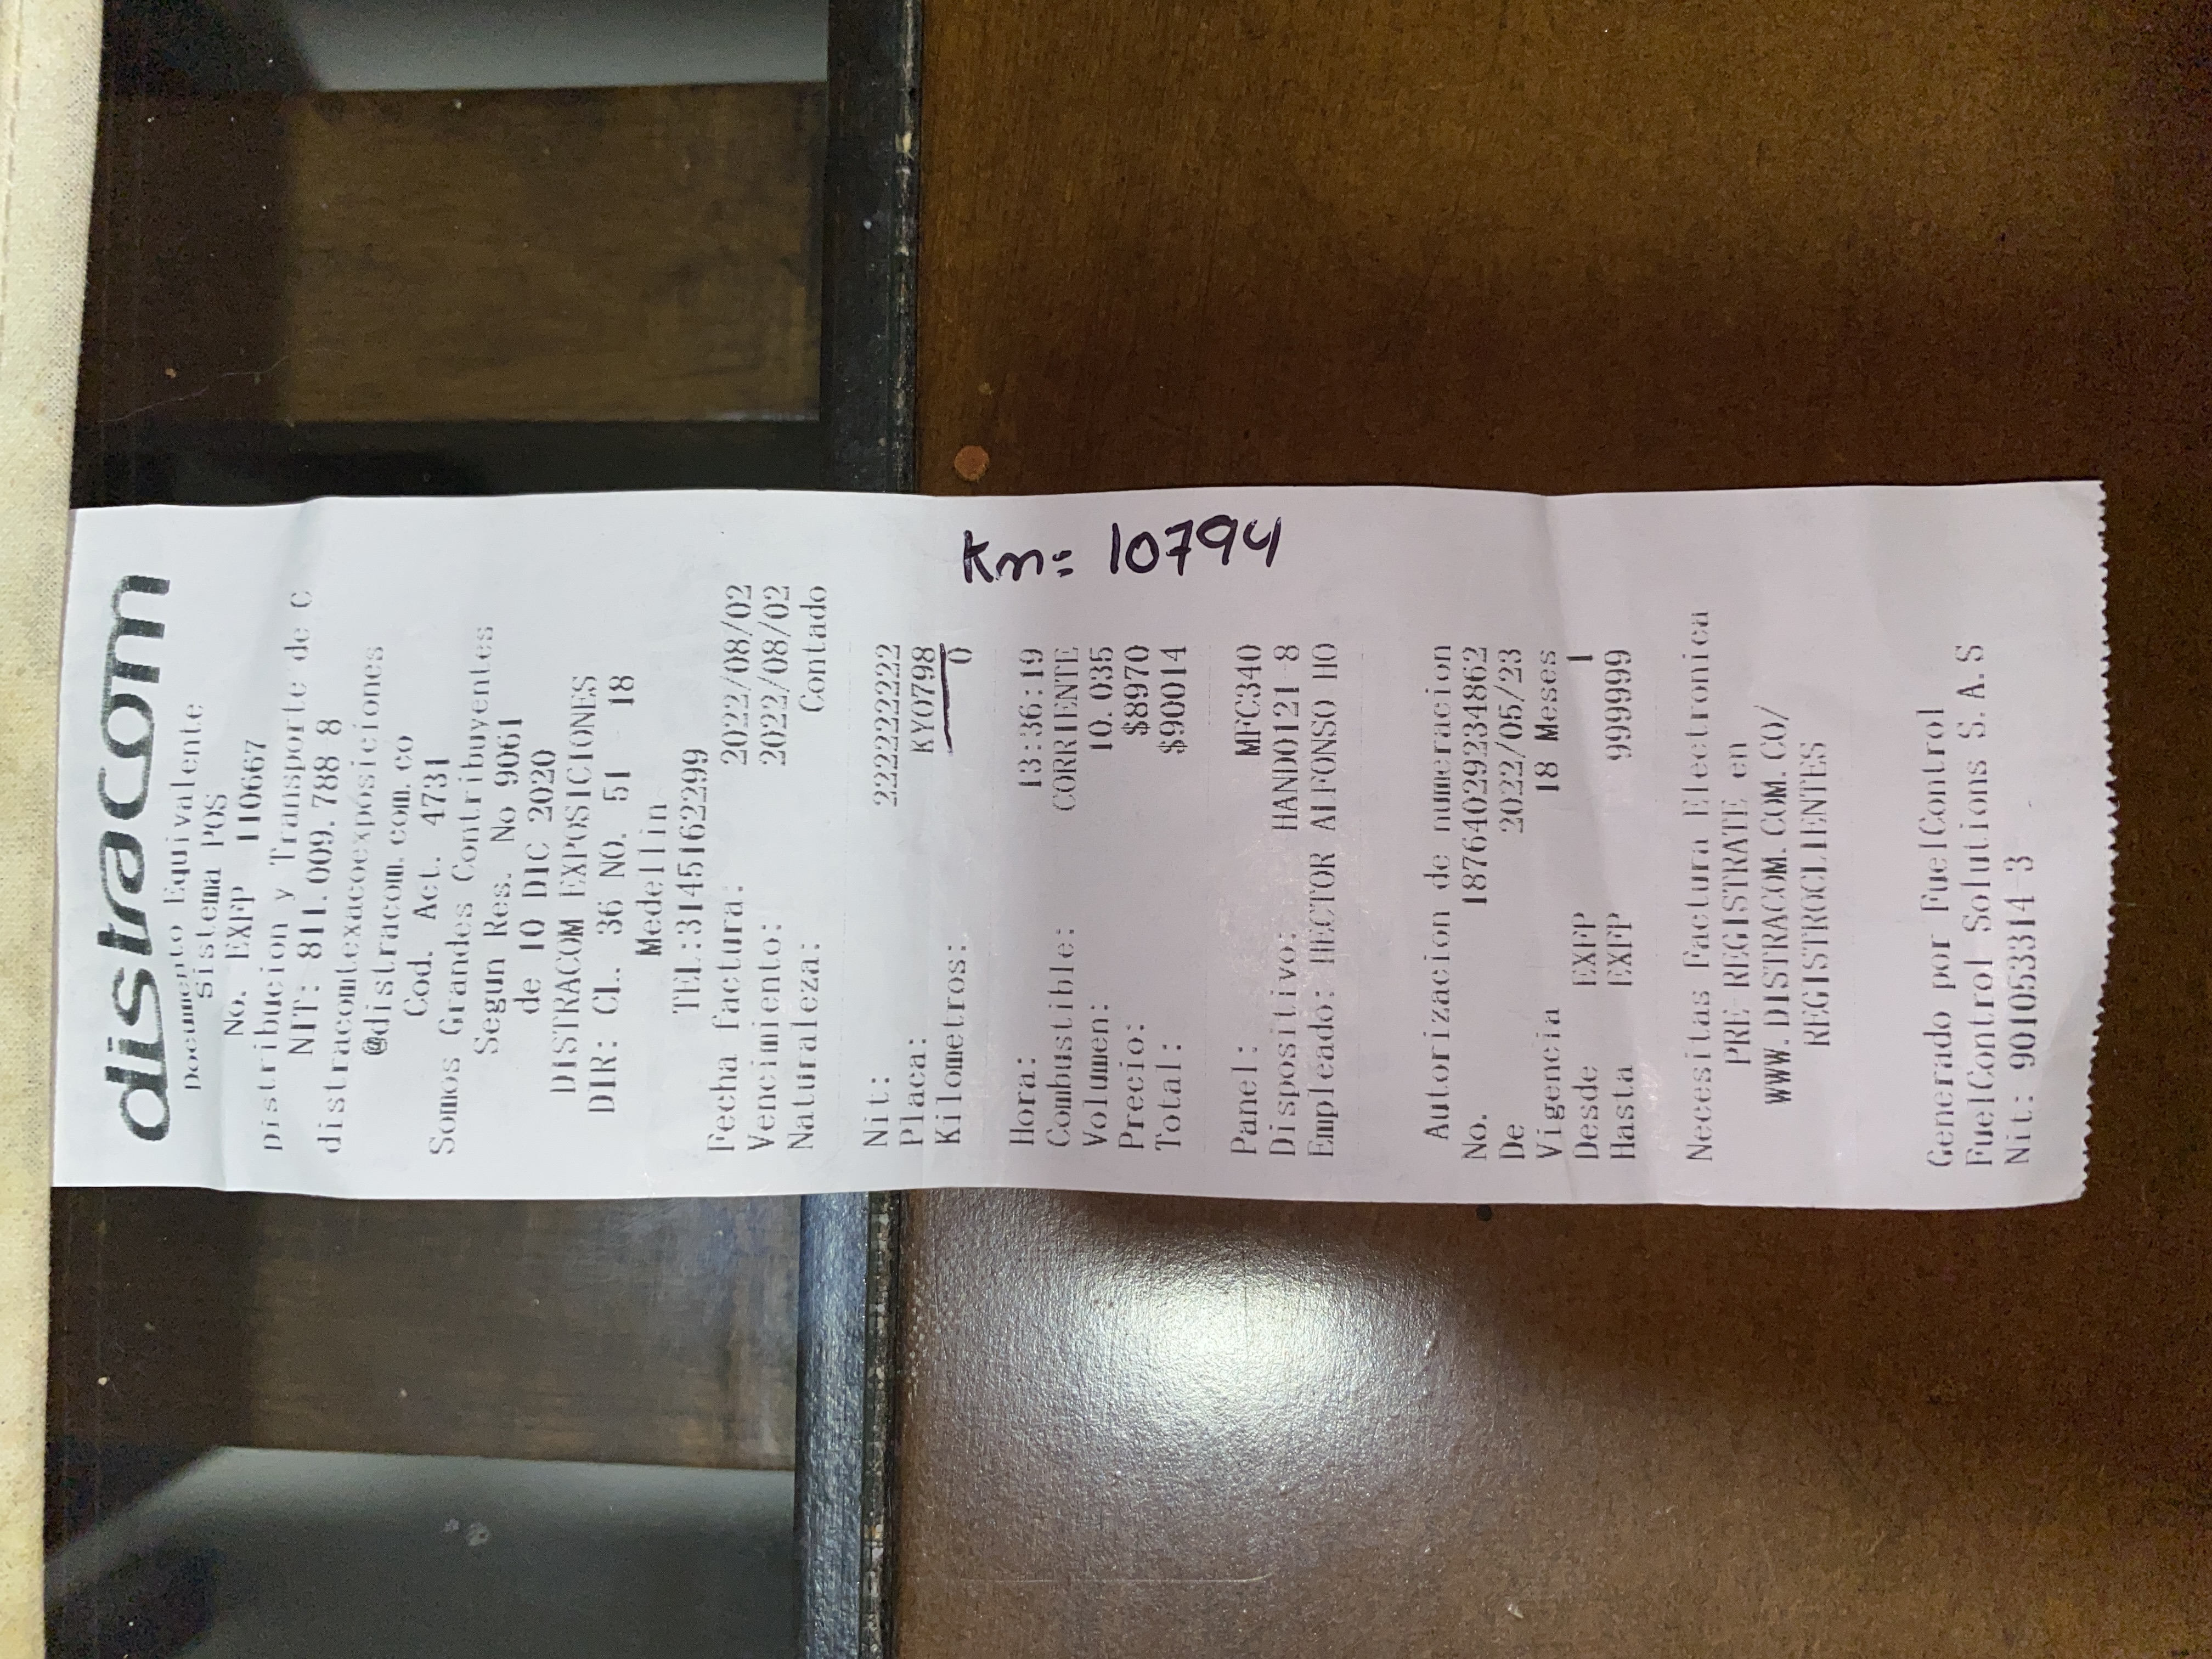 distracom
Documento Equivalente
Sistema POS
No. EXFP 110667
Distribucion y Transporte de C
NIT: 811.009.788-8
distracomtexacoexposiciones
@distracom.com.co
Cod. Act. 4731
Somos Grandes Contribuyentes
Segun Res. No 9061
de 10 DIC 2020
DISTRACOM EXPOSICIONES
DIR: CL. 36 NO. 51 - 18
Medellin
TEL:3145162299
Fecha factura: 2022/08/02
Vencimiento: 2022/08/02
Naturaleza: Contado
Nit: 222222222222
Placa: KYO798
Kilometros: 0
Km= 10794
Hora: 13:36:19
Combustible: CORRIENTE
Volumen: 10.035
Precio: $8970
Total: $90014
Panel: MFC340
Dispositivo: HANDO121-8
Empleado: HECTOR ALFONSO HO
Autorizacion de numeracion
No. 18764029234862
De 2022/05/23
Vigencia 18 Meses
Desde EXFP 1
Hasta EXFP 999999
Necesitas Factura Electronica
PRE-REGISTRATE en
WWW.DISTRACOM.COM.CO/
REGISTROCLIENTES
Generado por FuelControl
FuelControl Solutions S.A.S
Nit: 901053314-3